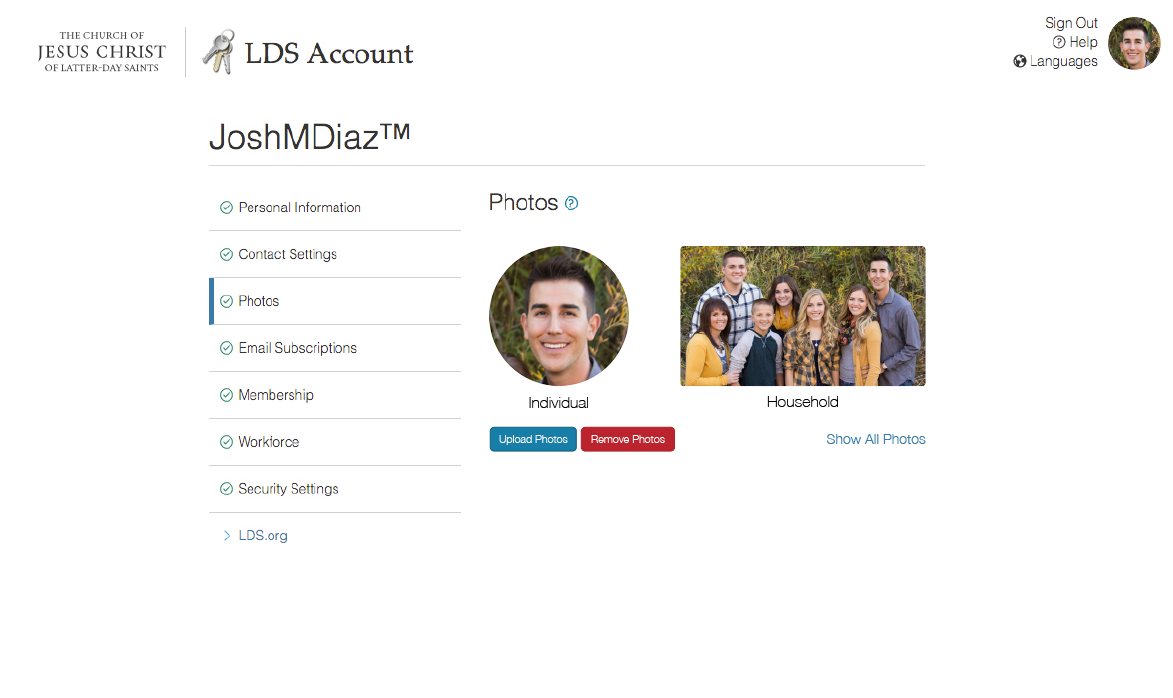 THE CHURCH OF
JESUS CHRIST
OF LATTER-DAY SAINTS
LDS Account
Sign Out
Help
Languages
JoshMDiaz™
Personal Information
Contact Settings
Photos
Email Subscriptions
Membership
Workforce
Security Settings
LDS.org
Photos
Individual
Household
Upload Photos
Remove Photos
Show All Photos